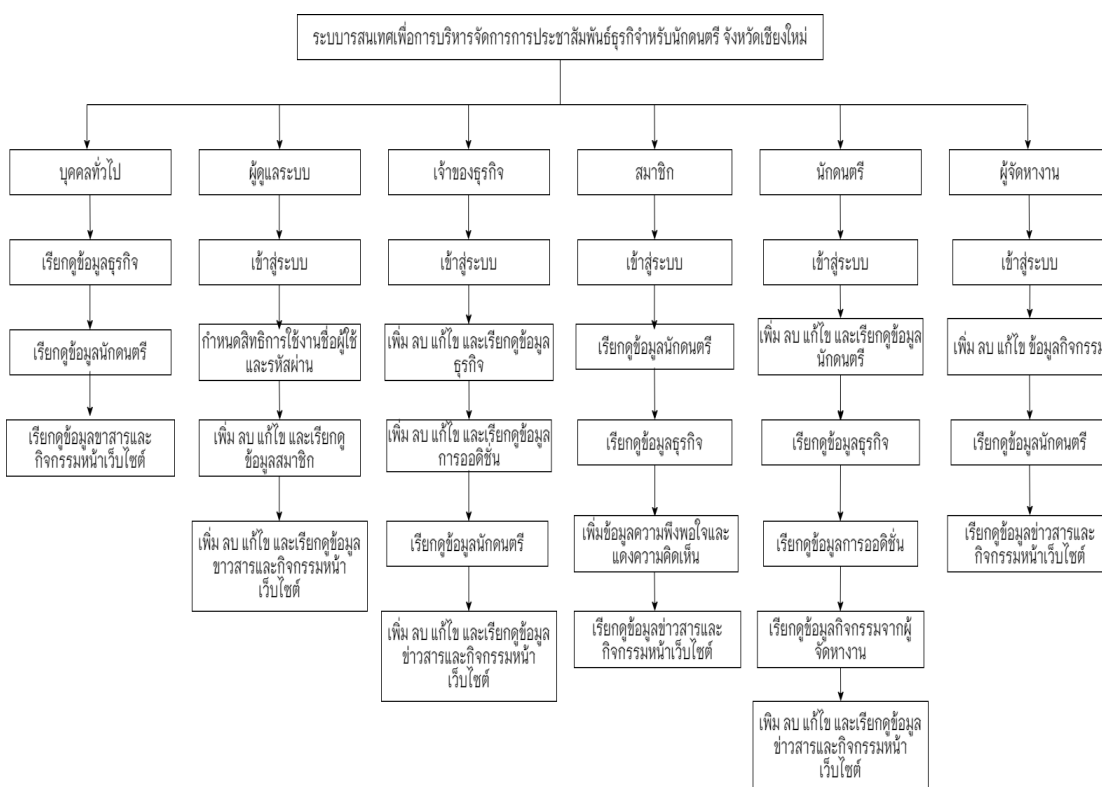 ระบบารสนเทศเพื่อการบริหารจัดการการประชาสัมพันธ์ธุรกิจำหรับนักดนตรี จังหวัดเชียงใหม่
บุคคลทั่วไป
เรียกดูข้อมูลธุรกิจ
เรียกดูข้อมูลนักดนตรี
เรียกดูข้อมูลขาสารและ
กิจกรรมหน้าเว็บไซต์
ผู้ดูแลระบบ
เข้าสู่ระบบ
กำหนดสิทธิการใช้งานชื่อผู้ใช้
และรหัสผ่าน
เพิ่ม ลบ แก้ไข และเรียกดู
ข้อมูลสมาชิก
เพิ่ม ลบ แก้ไข และเรียกดูข้อมูล
ขาวสารและกิจกรรมหน้า
เว็บไซต์
เจ้าของธุรกิจ
เข้าสู่ระบบ
เพิ่ม ลบ แก้ไข และเรียกดูข้อมูล
ธุรกิจ
เพิ่ม ลบ แก้ไข และเรียกดูข้อมูล
การออดิชั่น
เรียกดูข้อมูลนักดนตรี
เพิ่ม ลบ แก้ไข และเรียกดูข้อมูล
ข่าวสารและกิจกรรมหน้า
เว็บไซต์
สมาชิก
เข้าสู่ระบบ
เรียกดูข้อมูลนักดนตรี
เรียกดูข้อมูลธุรกิจ
เพิ่มข้อมูลความพึงพอใจและ
แดงความคิดเห็น
เรียกดูข้อมูลข่าวสารและ
กิจกรรมหน้าเว็บไซต์
นักดนตรี
เข้าสู่ระบบ
เพิ่ม ลบ แก้ไข และเรียกดูข้อมูล
นักดนตรี
เรียกดูข้อมูลธุรกิจ
เรียกดูข้อมูลการออดิชั่น
เรียกดูข้อมูลกิจกรรมจากผู้
จัดหางาน
เพิ่ม ลบ แก้ไข และเรียกดูข้อมูล
ข่าวสารและกิจกรรมหน้า
เว็บไซต์
ผู้จัดหางาน
เข้าสู่ระบบ
เพิ่ม ลบ แก้ไข ข้อมูลกิจกรรม
เรียกดูข้อมูลนักดนตรี
เรียกดูข้อมูลข่าวสารและ
กิจกรรมหน้าเว็บไซต์